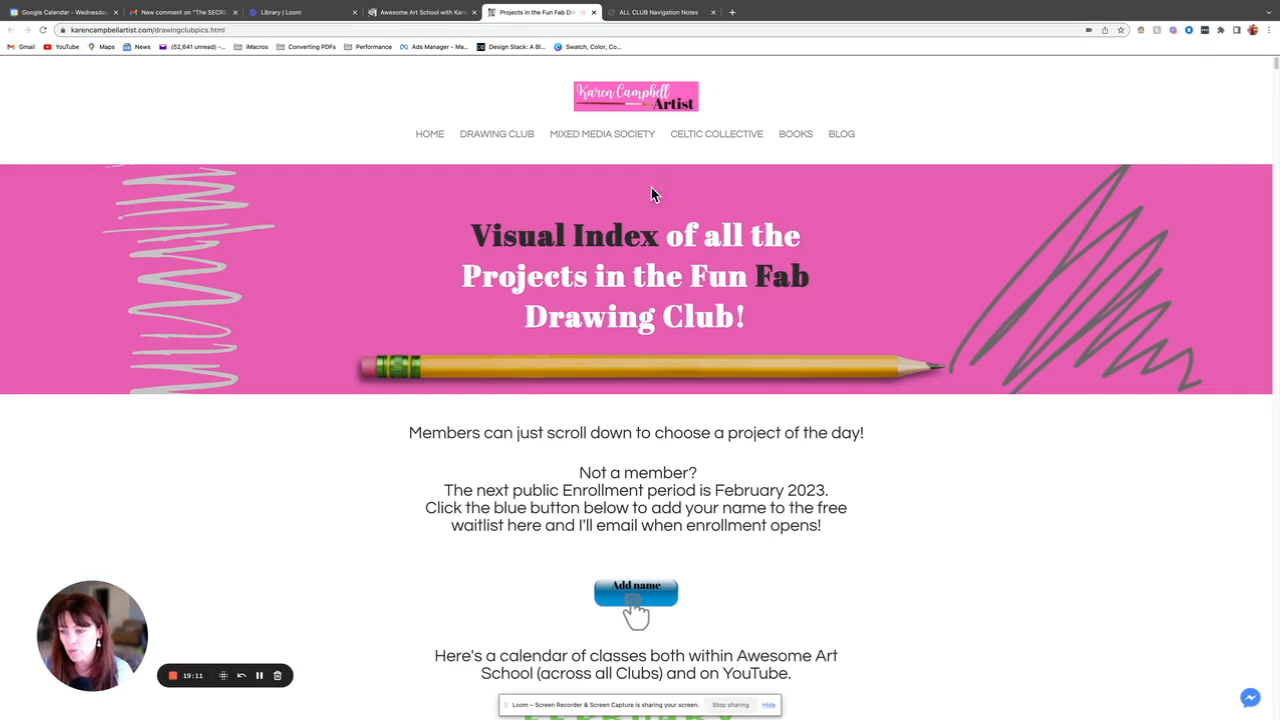 Google Calendar - Wednesday
New comment on "The SECR
Library | Loom
Awesome Art School with Kare
Projects in the Fun Fab Dr
ALL CLUB Navigation Notes
karencampbellartist.com/drawingclubpics.html
Gmail
YouTube
Maps
News
(52,641 unread) -...
iMacros
Converting PDFs
Performance
Ads Manager - Ma...
Design Stack: A Bl...
Swatch, Color, Co...
Karen Campbell
Artist
HOME
DRAWING CLUB
MIXED MEDIA SOCIETY
CELTIC COLLECTIVE
BOOKS
BLOG
Visual Index of all the
Projects in the Fun Fab
Drawing Club!
Members can just scroll down to choose a project of the day!
Not a member?
The next public Enrollment period is February 2023.
Click the blue button below to add your name to the free
waitlist here and I'll email when enrollment opens!
Add name
Here's a calendar of classes both within Awesome Art
School (across all Clubs) and on YouTube.
19:11
Loom – Screen Recorder & Screen Capture is sharing your screen.
Stop sharing
Hide